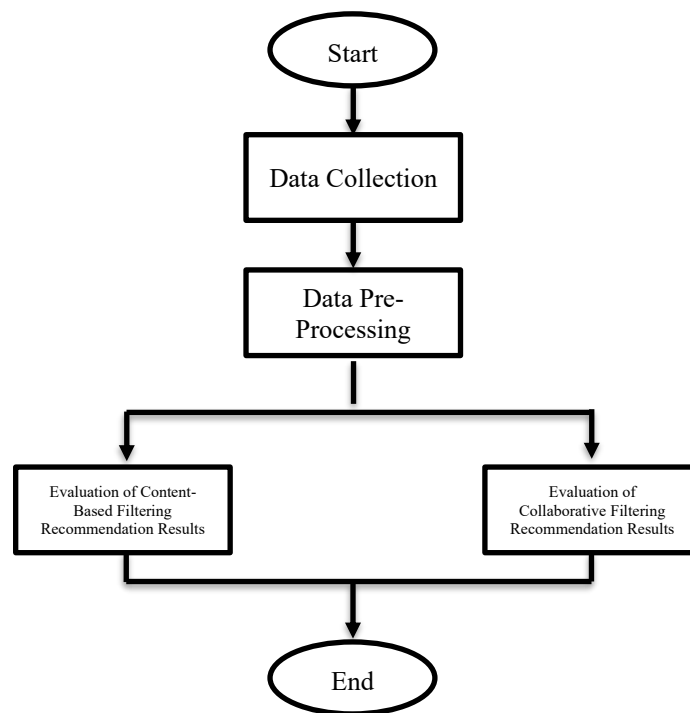 Start
Data Collection
Data Pre-
Processing
Evaluation of Content-
Based Filtering
Recommendation Results
Evaluation of
Collaborative Filtering
Recommendation Results
End